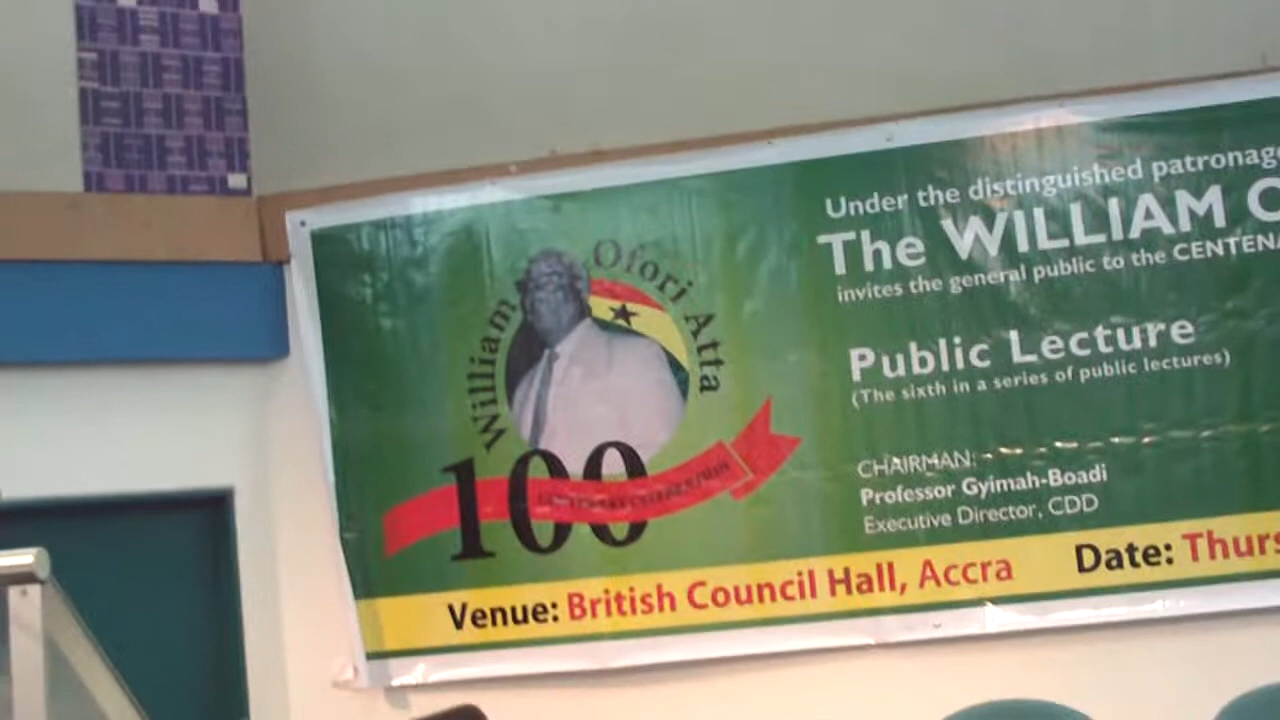 William Ofori Atta
100
Under the distinguished patronage
The WILLIAM
invites the general public to the
Public Lecture
(The sixth in a series of public lectures)
CHAIRMAN:
Professor Gyimah-Boadi
Executive Director, CDD
Venue: British Council Hall, Accra Date: